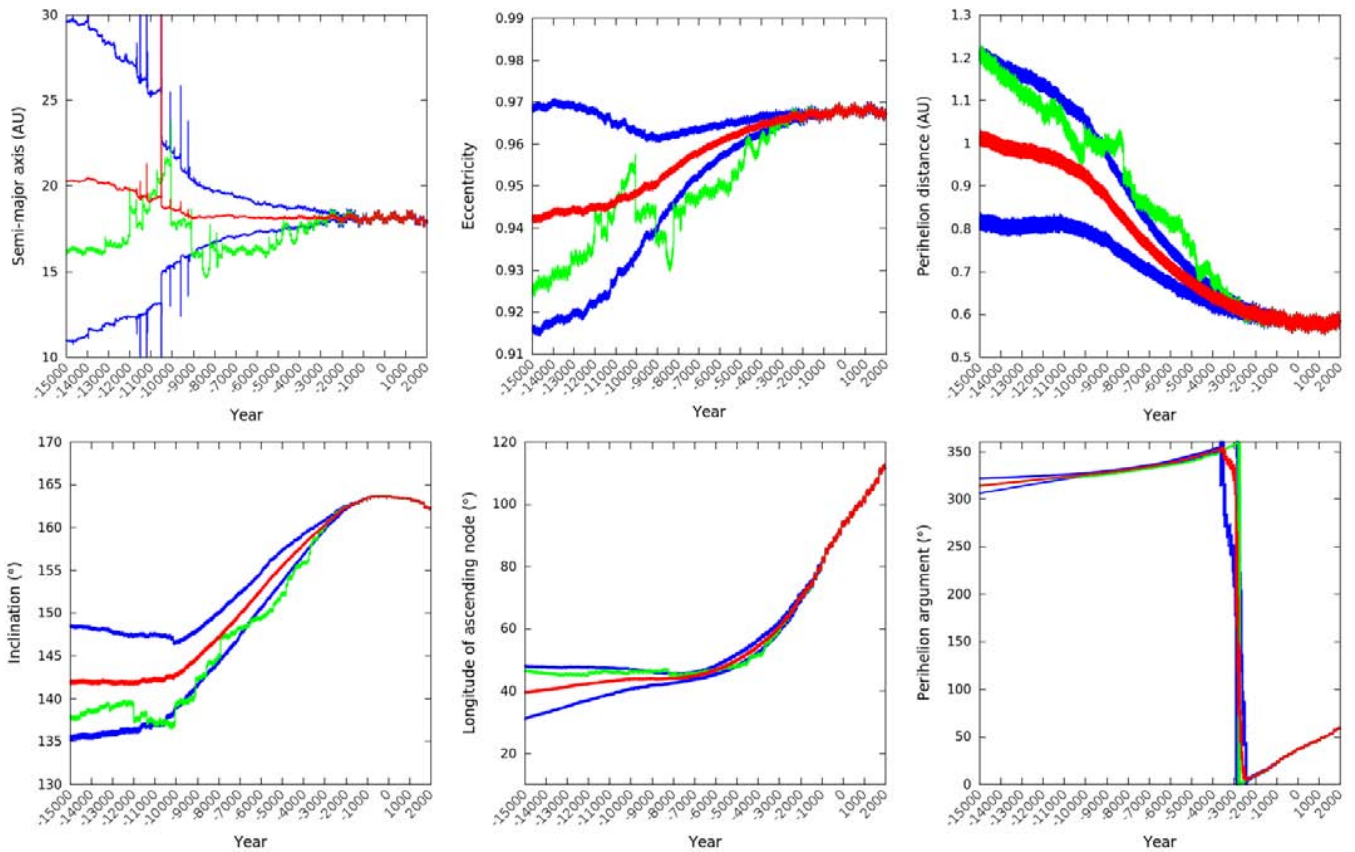 Semi-major axis (AU)
30
25
20
15
10
-15000 -14000 -13000 -12000 -11000 -10000 -9000 -8000 -7000 -6000 -5000 -4000 -3000 -2000 -1000 0 1000 2000
Year
Eccentricity
0.99
0.98
0.97
0.96
0.95
0.94
0.93
0.92
0.91
-15000 -14000 -13000 -12000 -11000 -10000 -9000 -8000 -7000 -6000 -5000 -4000 -3000 -2000 -1000 0 1000 2000
Year
Perihelion distance (AU)
1.3
1.2
1.1
1
0.9
0.8
0.7
0.6
0.5
-15000 -14000 -13000 -12000 -11000 -10000 -9000 -8000 -7000 -6000 -5000 -4000 -3000 -2000 -1000 0 1000 2000
Year
Inclination (°)
170
165
160
155
150
145
140
135
130
-15000 -14000 -13000 -12000 -11000 -10000 -9000 -8000 -7000 -6000 -5000 -4000 -3000 -2000 -1000 0 1000 2000
Year
Longitude of ascending node (°)
120
100
80
60
40
20
-15000 -14000 -13000 -12000 -11000 -10000 -9000 -8000 -7000 -6000 -5000 -4000 -3000 -2000 -1000 0 1000 2000
Year
Perihelion argument (°)
350
300
250
200
150
100
50
0
-15000 -14000 -13000 -12000 -11000 -10000 -9000 -8000 -7000 -6000 -5000 -4000 -3000 -2000 -1000 0 1000 2000
Year